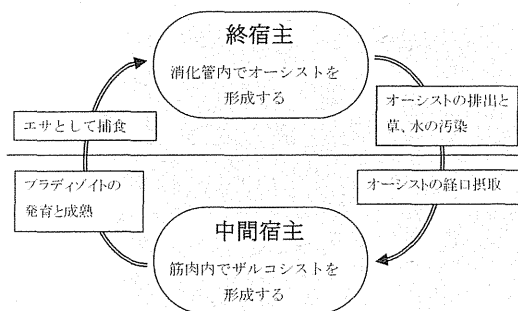 終宿主
消化管内でオーシストを
形成する
エサとして捕食
オーシストの排出と
草、水の汚染
ブラディゾイトの
発育と成熟
オーシストの経口摂取
中間宿主
筋肉内でザルコシストを
形成する